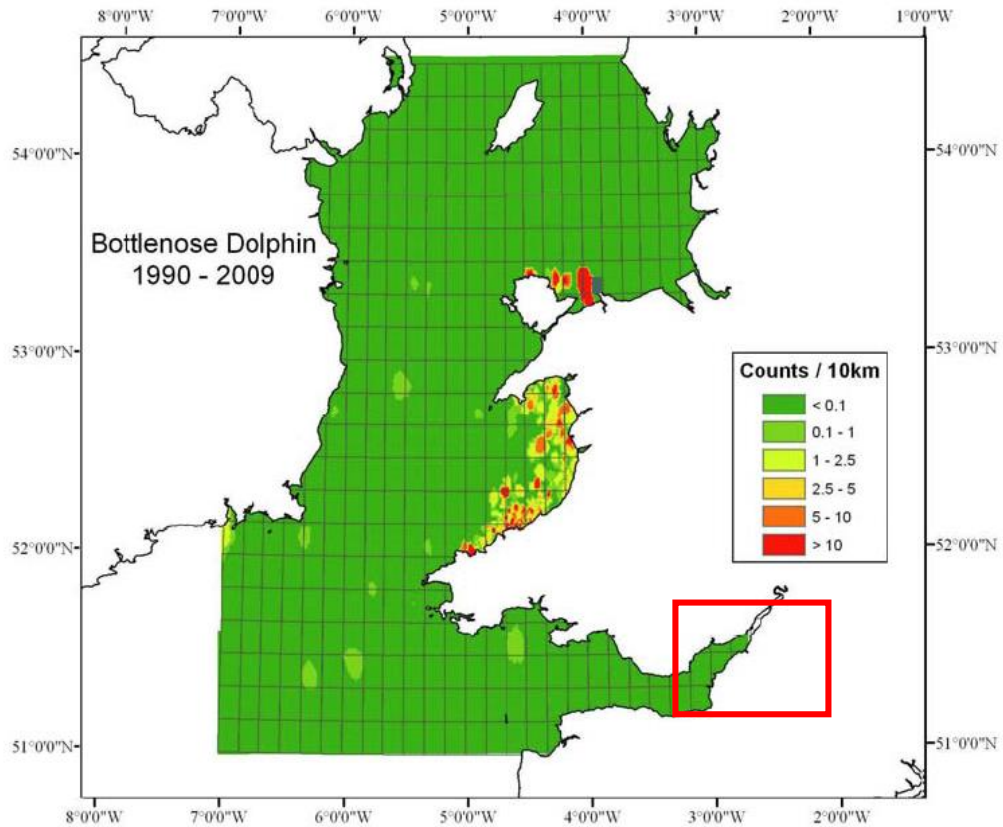 8°0'0"W 7°0'0"W 6°0'0"W 5°0'0"W 4°0'0"W 3°0'0"W 2°0'0"W 1°0'0"W
54°0'0"N 54°0'0"N
Bottlenose Dolphin
1990 - 2009
53°0'0"N 53°0'0"N
Counts / 10km
< 0.1
0.1 - 1
1 - 2.5
2.5 - 5
5 - 10
> 10
52°0'0"N 52°0'0"N
51°0'0"N 51°0'0"N
8°0'0"W 7°0'0"W 6°0'0"W 5°0'0"W 4°0'0"W 3°0'0"W 2°0'0"W